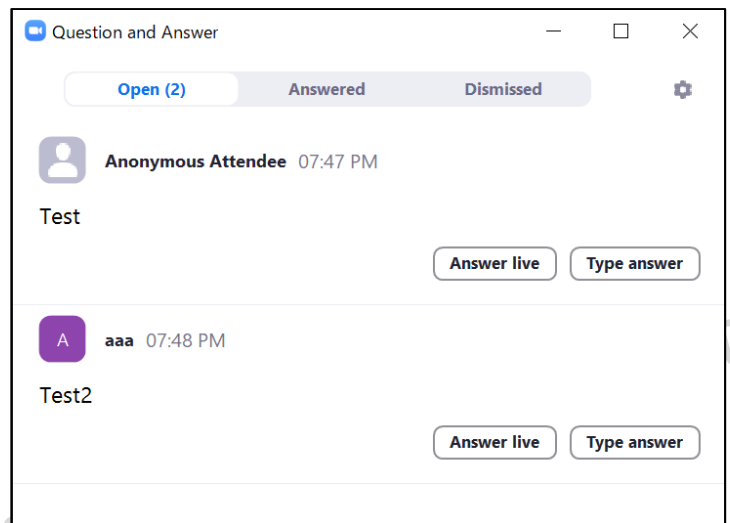 Question and Answer
Open (2) Answered Dismissed
Anonymous Attendee 07:47 PM
Test
Answer live Type answer
A aaa 07:48 PM
Test2
Answer live Type answer